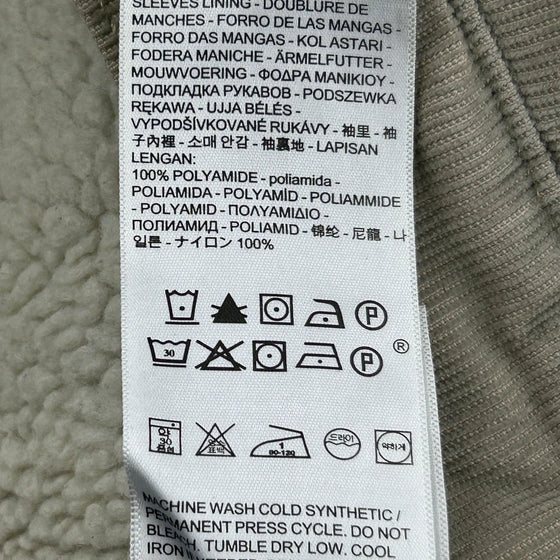 SLEEVES LINING - DOUBLURE DE
MANCHES - FORRO DE LAS MANGAS -
FORRO DAS MANGAS - KOL ASTARI -
FODERA MANICHE - ÄRMELFUTTER -
MOUWVOERING - ΦΟΔΡΑ ΜΑΝΙΚΙΟΥ -
ПОДКЛАДКА РУКАВОВ - PODSZEWKA
RĘKAWA - UJJA BÉLÉS -
VYPODŠÍVKOVANÉ RUKÁVY - 袖里 - 袖
子內裡 - 소매 안감 - 袖裏地 - LAPISAN
LENGAN:
100% POLYAMIDE - poliamida -
POLIAMIDA - POLYAMİD - POLIAMMIDE
- POLYAMID - ΠΟΛΥΑΜΙΔΙΟ -
ПОЛИАМИД - POLIAMID - 锦纶 - 尼龍 - 나
일론 - ナイロン 100%
P
30 P ®
약 30 표백 1 80-120 드라이 약하게
MACHINE WASH COLD SYNTHETIC /
PERMANENT PRESS CYCLE. DO NOT
BLEACH. TUMBLE DRY LOW. COOL
IRON